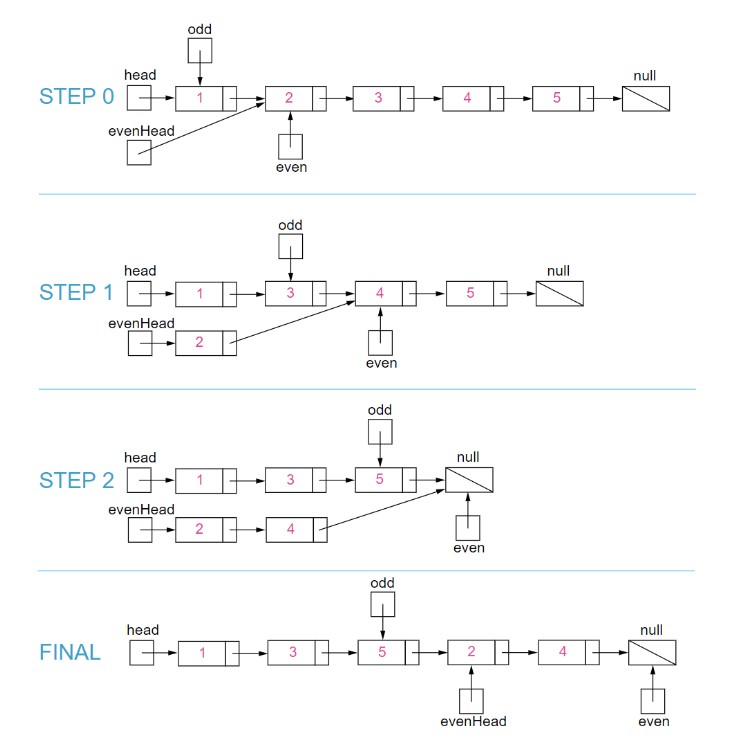 odd
head
null
STEP 0
1 2 3 4 5
evenHead
even
odd
head
null
STEP 1
1 3 4 5
evenHead
2
even
odd
head
null
STEP 2
1 3 5
evenHead
2 4
even
odd
head
null
FINAL
1 3 5 2 4
evenHead even